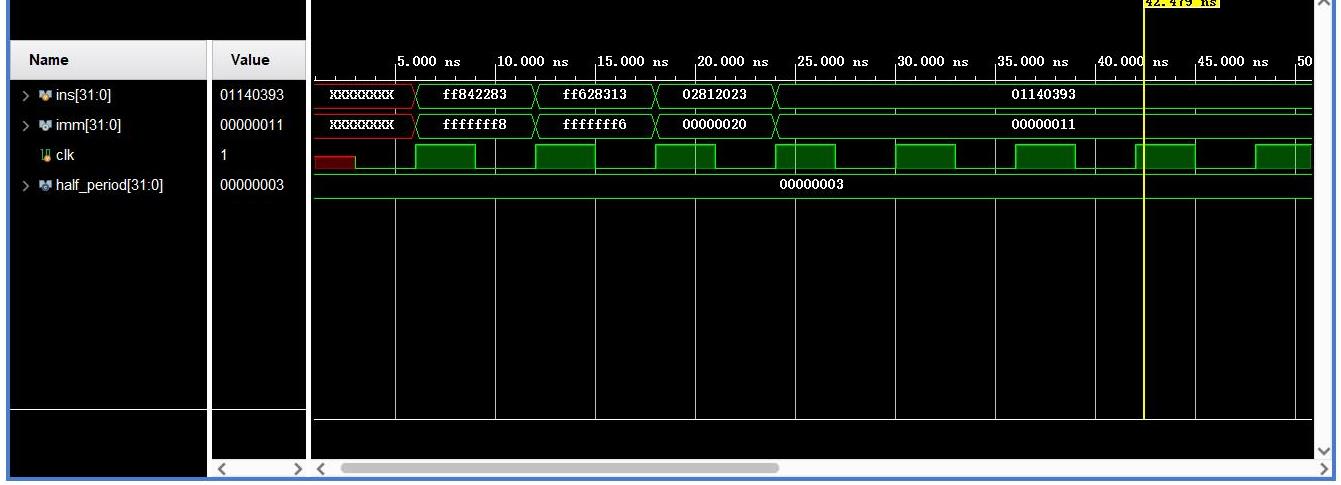 42.479 ns
Name Value
5.000 ns 10.000 ns 15.000 ns 20.000 ns 25.000 ns 30.000 ns 35.000 ns 40.000 ns 45.000 ns 50
ins[31:0] 01140393 XXXXXXXX ff842283 ff628313 02812023 01140393
imm[31:0] 00000011 XXXXXXXX fffffff8 fffffff6 00000020 00000011
clk 1
half_period[31:0] 00000003 00000003